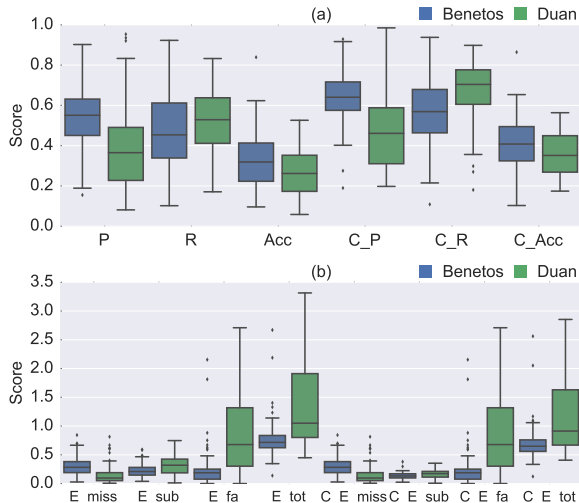 (a)
Benetos Duan
1.0
0.8
0.6
0.4
0.2
0.0
Score
P R Acc C_P C_R C_Acc
(b)
Benetos Duan
3.5
3.0
2.5
2.0
1.5
1.0
0.5
0.0
Score
E miss E sub E fa E tot C E miss C E sub C E fa C E tot